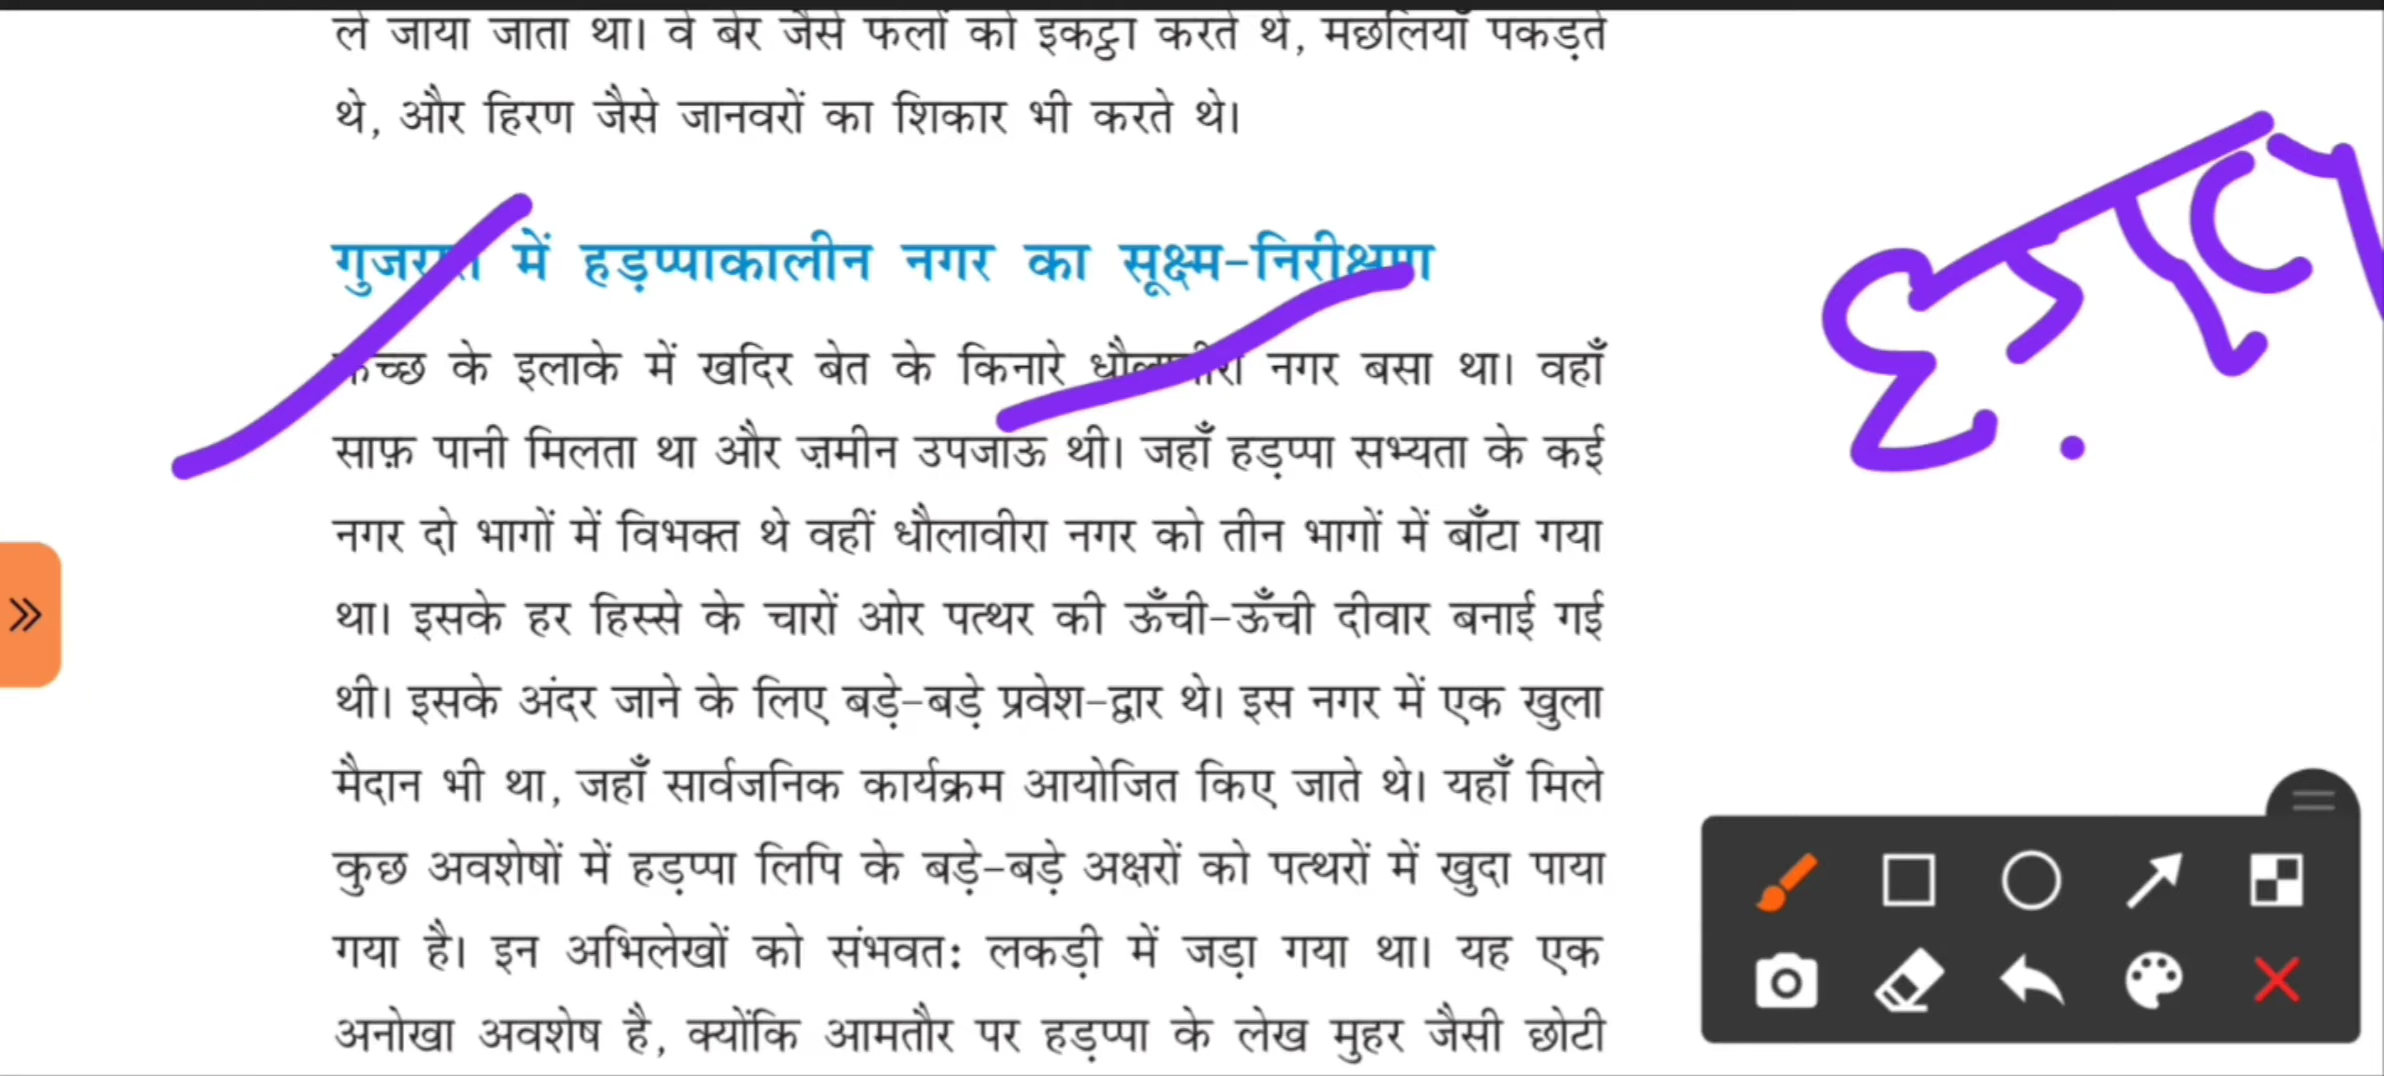 ले जाया जाता था। वे बेर जैसे फलों को इकट्ठा करते थे, मछलियाँ पकड़ते
थे, और हिरण जैसे जानवरों का शिकार भी करते थे।
गुजरात में हड़प्पाकालीन नगर का सूक्ष्म-निरीक्षण
कच्छ के इलाके में खदिर बेत के किनारे धौलावीरा नगर बसा था। वहाँ
साफ़ पानी मिलता था और ज़मीन उपजाऊ थी। जहाँ हड़प्पा सभ्यता के कई
नगर दो भागों में विभक्त थे वहीं धौलावीरा नगर को तीन भागों में बाँटा गया
था। इसके हर हिस्से के चारों ओर पत्थर की ऊँची-ऊँची दीवार बनाई गई
थी। इसके अंदर जाने के लिए बड़े-बड़े प्रवेश-द्वार थे। इस नगर में एक खुला
मैदान भी था, जहाँ सार्वजनिक कार्यक्रम आयोजित किए जाते थे। यहाँ मिले
कुछ अवशेषों में हड़प्पा लिपि के बड़े-बड़े अक्षरों को पत्थरों में खुदा पाया
गया है। इन अभिलेखों को संभवतः लकड़ी में जड़ा गया था। यह एक
अनोखा अवशेष है, क्योंकि आमतौर पर हड़प्पा के लेख मुहर जैसी छोटी